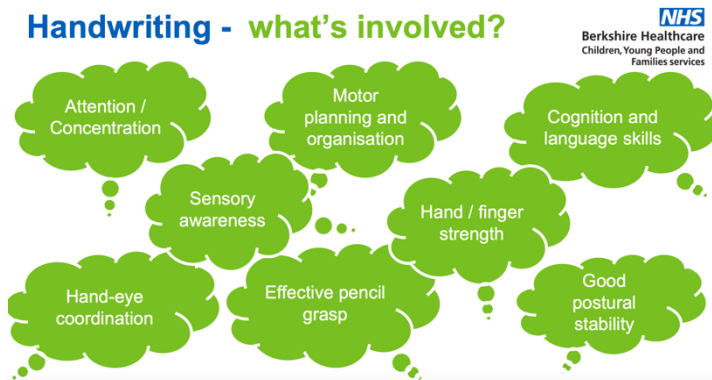 Handwriting - what's involved?
NHS
Berkshire Healthcare
Children, Young People and
Families services
Attention /
Concentration
Motor
planning and
organisation
Cognition and
language skills
Sensory
awareness
Hand / finger
strength
Hand-eye
coordination
Effective pencil
grasp
Good
postural
stability